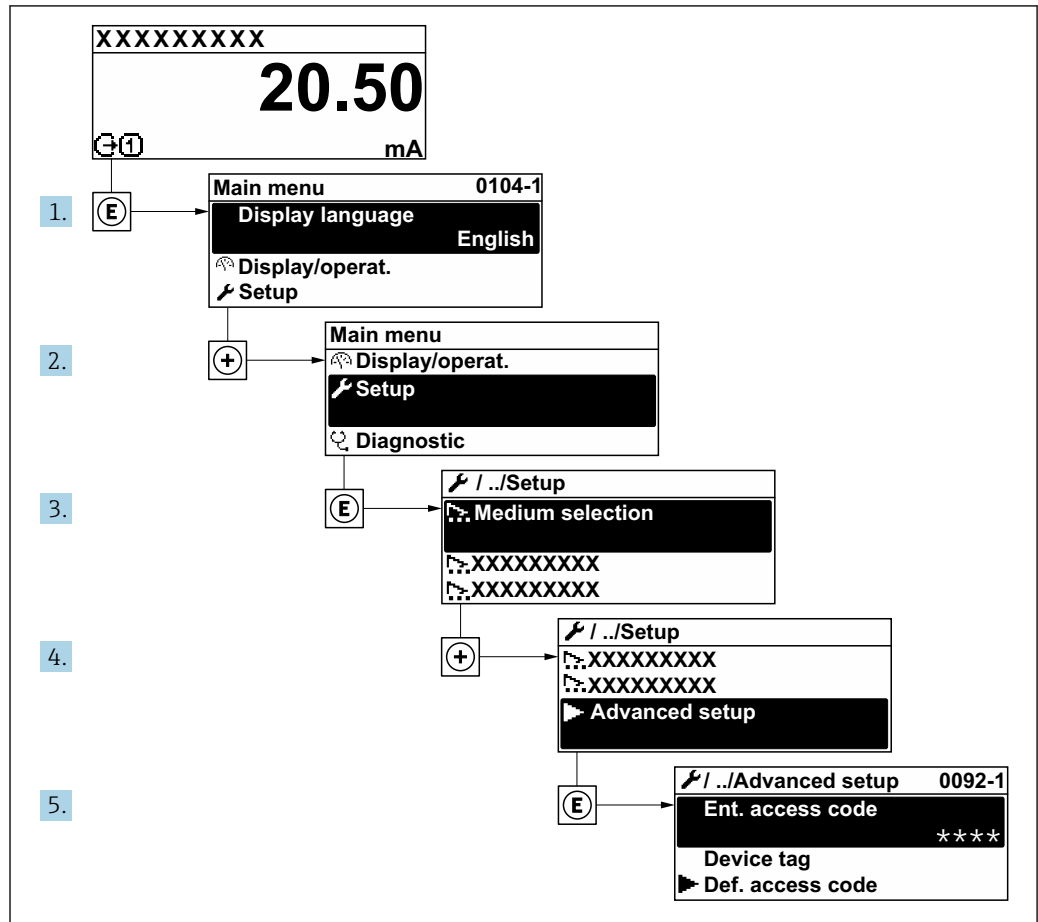 XXXXXXXXX
20.50
1 mA
Main menu 0104-1
1. E Display language
English
Display/operat.
Setup
Main menu
2. + Display/operat.
Setup
Diagnostic
/ ../Setup
3. E Medium selection
XXXXXXXXX
XXXXXXXXX
/ ../Setup
4. + XXXXXXXXX
XXXXXXXXX
Advanced setup
/ ../Advanced setup 0092-1
5. E Ent. access code
****
Device tag
Def. access code